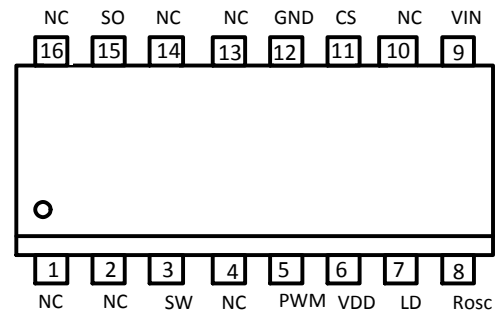 NC SO NC NC GND CS NC VIN
16 15 14 13 12 11 10 9
1 2 3 4 5 6 7 8
NC NC SW NC PWM VDD LD Rosc